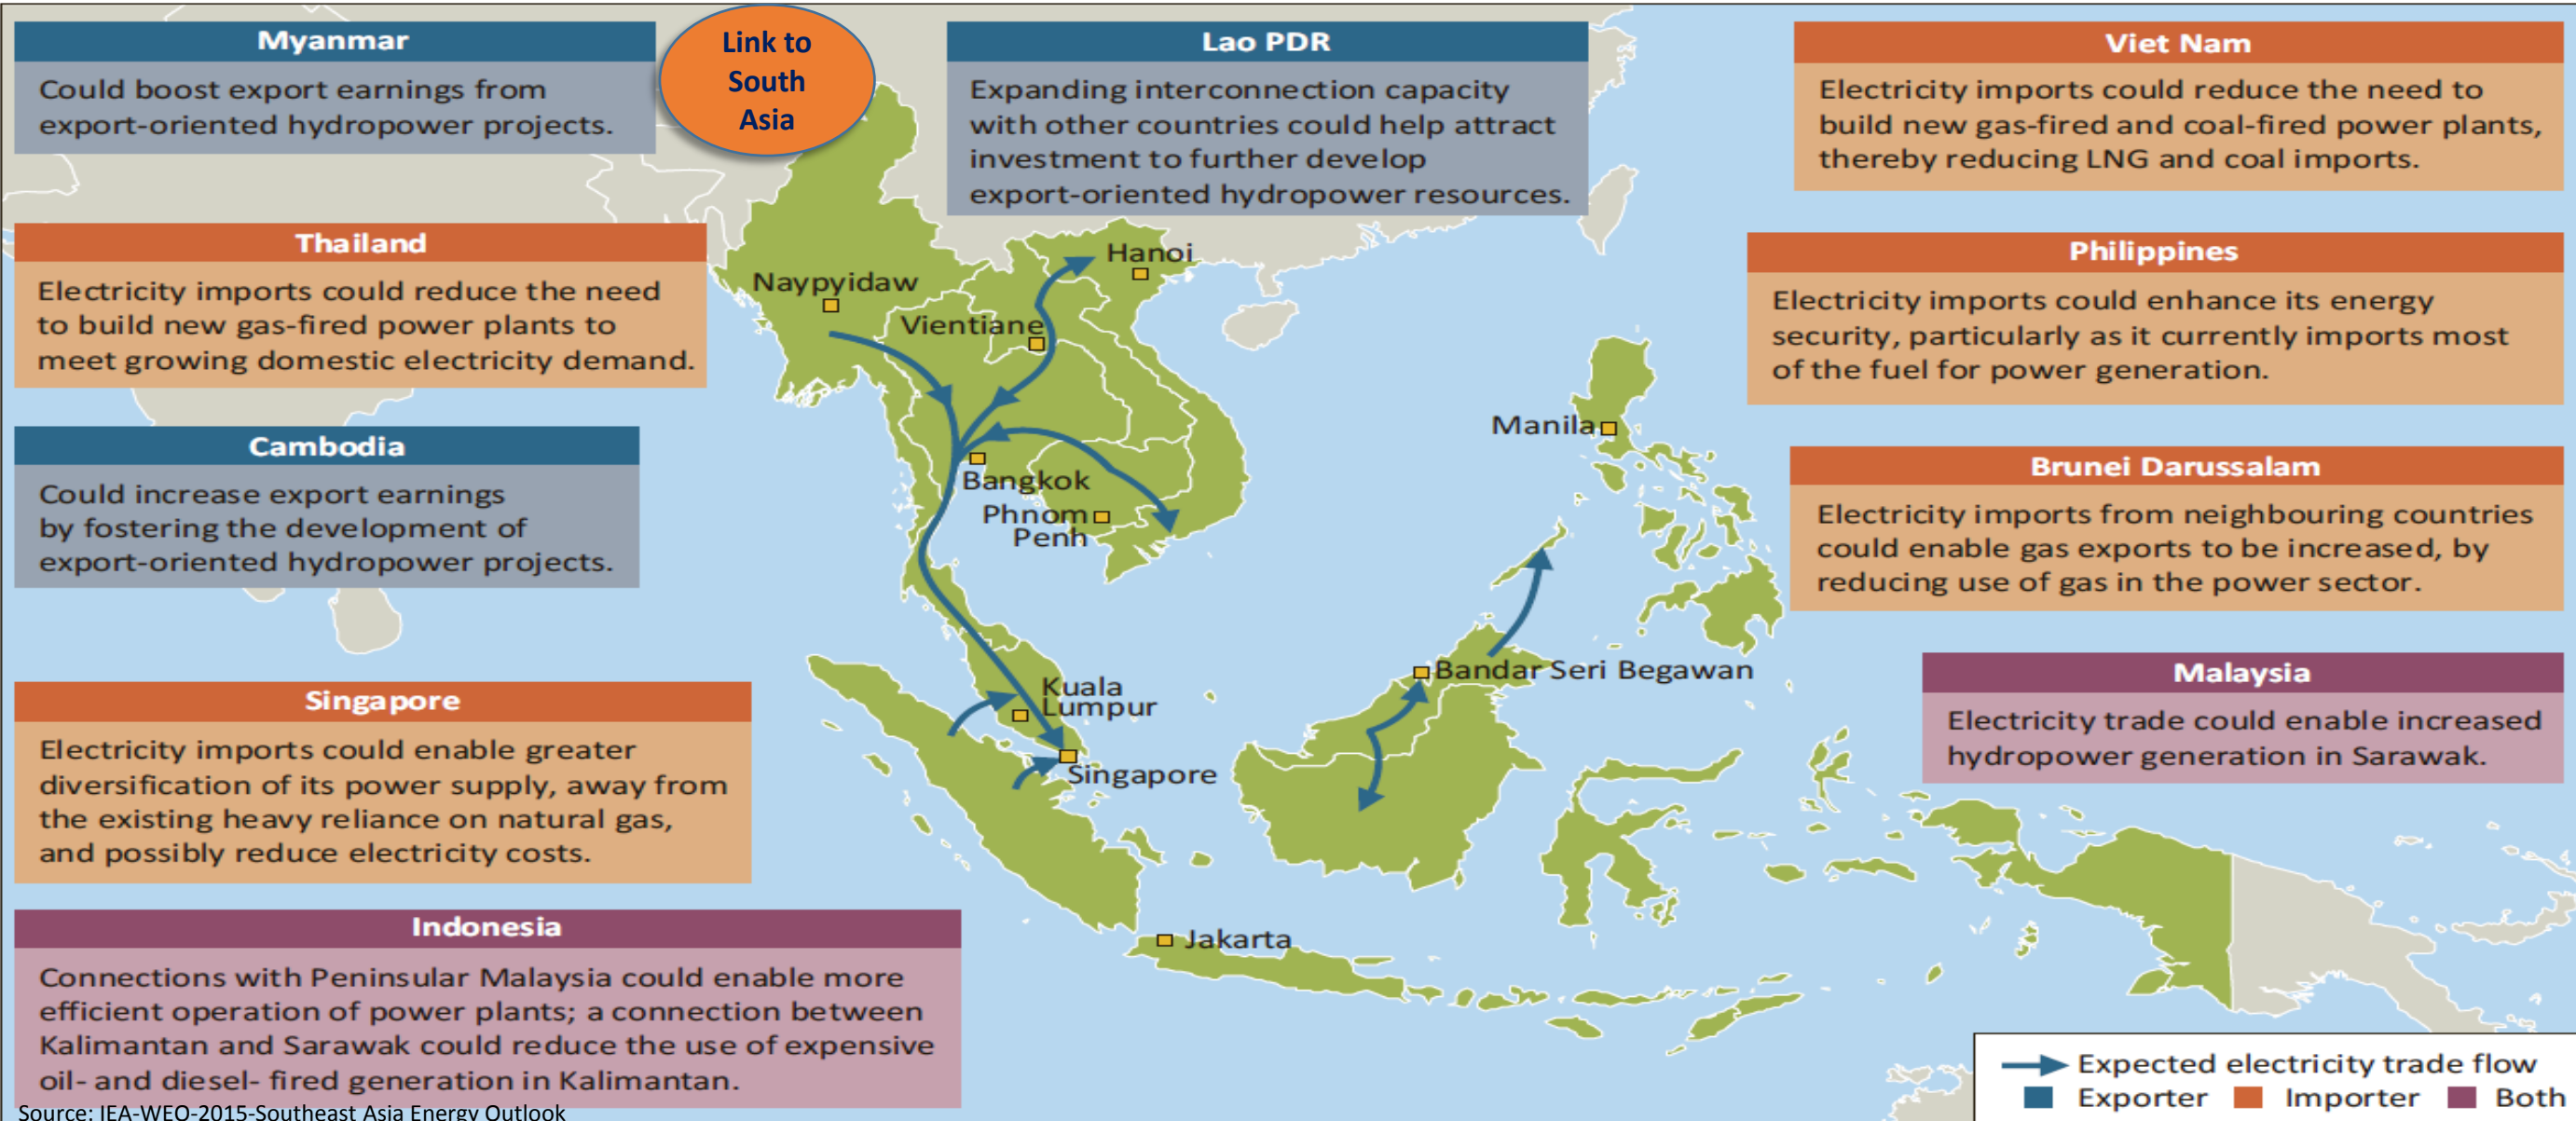 Myanmar
Could boost export earnings from
export-oriented hydropower projects.
Link to
South
Asia
Lao PDR
Expanding interconnection capacity
with other countries could help attract
investment to further develop
export-oriented hydropower resources.
Viet Nam
Electricity imports could reduce the need to
build new gas-fired and coal-fired power plants,
thereby reducing LNG and coal imports.
Thailand
Electricity imports could reduce the need
to build new gas-fired power plants to
meet growing domestic electricity demand.
Philippines
Electricity imports could enhance its energy
security, particularly as it currently imports most
of the fuel for power generation.
Cambodia
Could increase export earnings
by fostering the development of
export-oriented hydropower projects.
Brunei Darussalam
Electricity imports from neighbouring countries
could enable gas exports to be increased, by
reducing use of gas in the power sector.
Singapore
Electricity imports could enable greater
diversification of its power supply, away from
the existing heavy reliance on natural gas,
and possibly reduce electricity costs.
Malaysia
Electricity trade could enable increased
hydropower generation in Sarawak.
Indonesia
Connections with Peninsular Malaysia could enable more
efficient operation of power plants; a connection between
Kalimantan and Sarawak could reduce the use of expensive
oil- and diesel- fired generation in Kalimantan.
Hanoi
Naypyidaw
Vientiane
Manila
Bangkok
Phnom
Penh
Bandar Seri Begawan
Kuala
Lumpur
Singapore
Jakarta
Expected electricity trade flow
Exporter Importer Both
Source: IEA-WEO-2015-Southeast Asia Energy Outlook